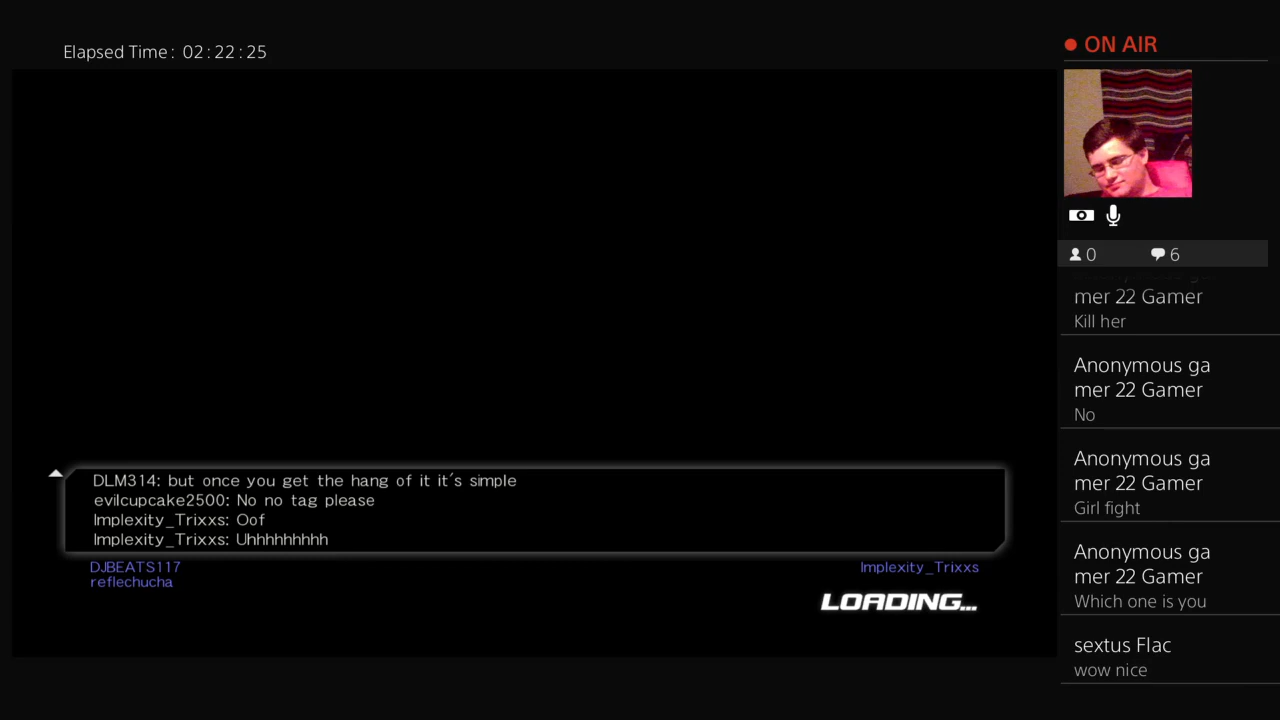 Elapsed Time: 02:22:25
ON AIR
0
6
mer 22 Gamer
Kill her
Anonymous ga
mer 22 Gamer
No
Anonymous ga
mer 22 Gamer
Girl fight
Anonymous ga
mer 22 Gamer
Which one is you
sextus Flac
wow nice
DLM314: but once you get the hang of it it's simple
evilcupcake2500: No no tag please
Implexity_Trixxs: Oof
Implexity_Trixxs: Uhhhhhhhhh
DJBEATS117
Implexity_Trixxs
reflechucha
LOADING...